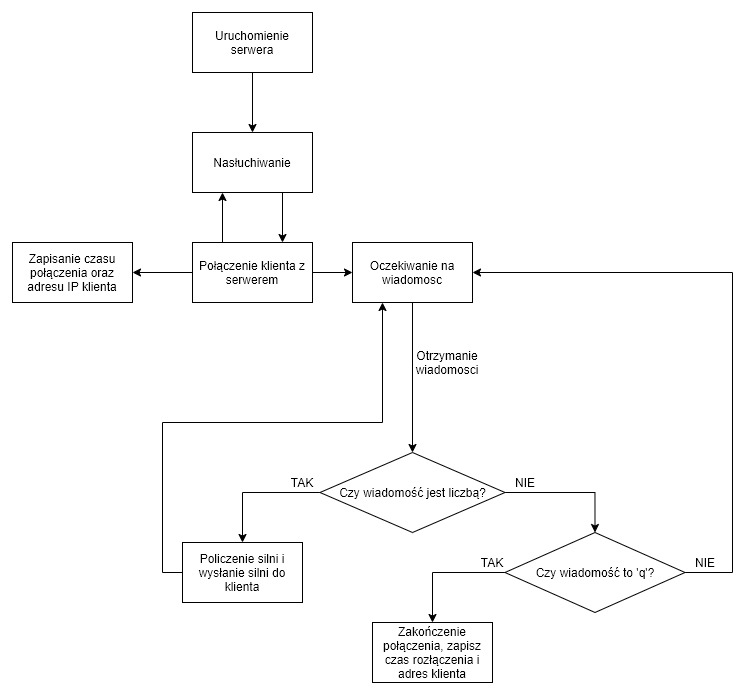 Uruchomienie
serwera
Nasłuchiwanie
Zapisanie czasu
połączenia oraz
adresu IP klienta
Połączenie klienta z
serwerem
Oczekiwanie na
wiadomosc
Otrzymanie
wiadomosci
TAK
Czy wiadomość jest liczbą?
NIE
Policzenie silni i
wysłanie silni do
klienta
TAK
Czy wiadomość to 'q'?
NIE
Zakończenie
połączenia, zapisz
czas rozłączenia i
adres klienta